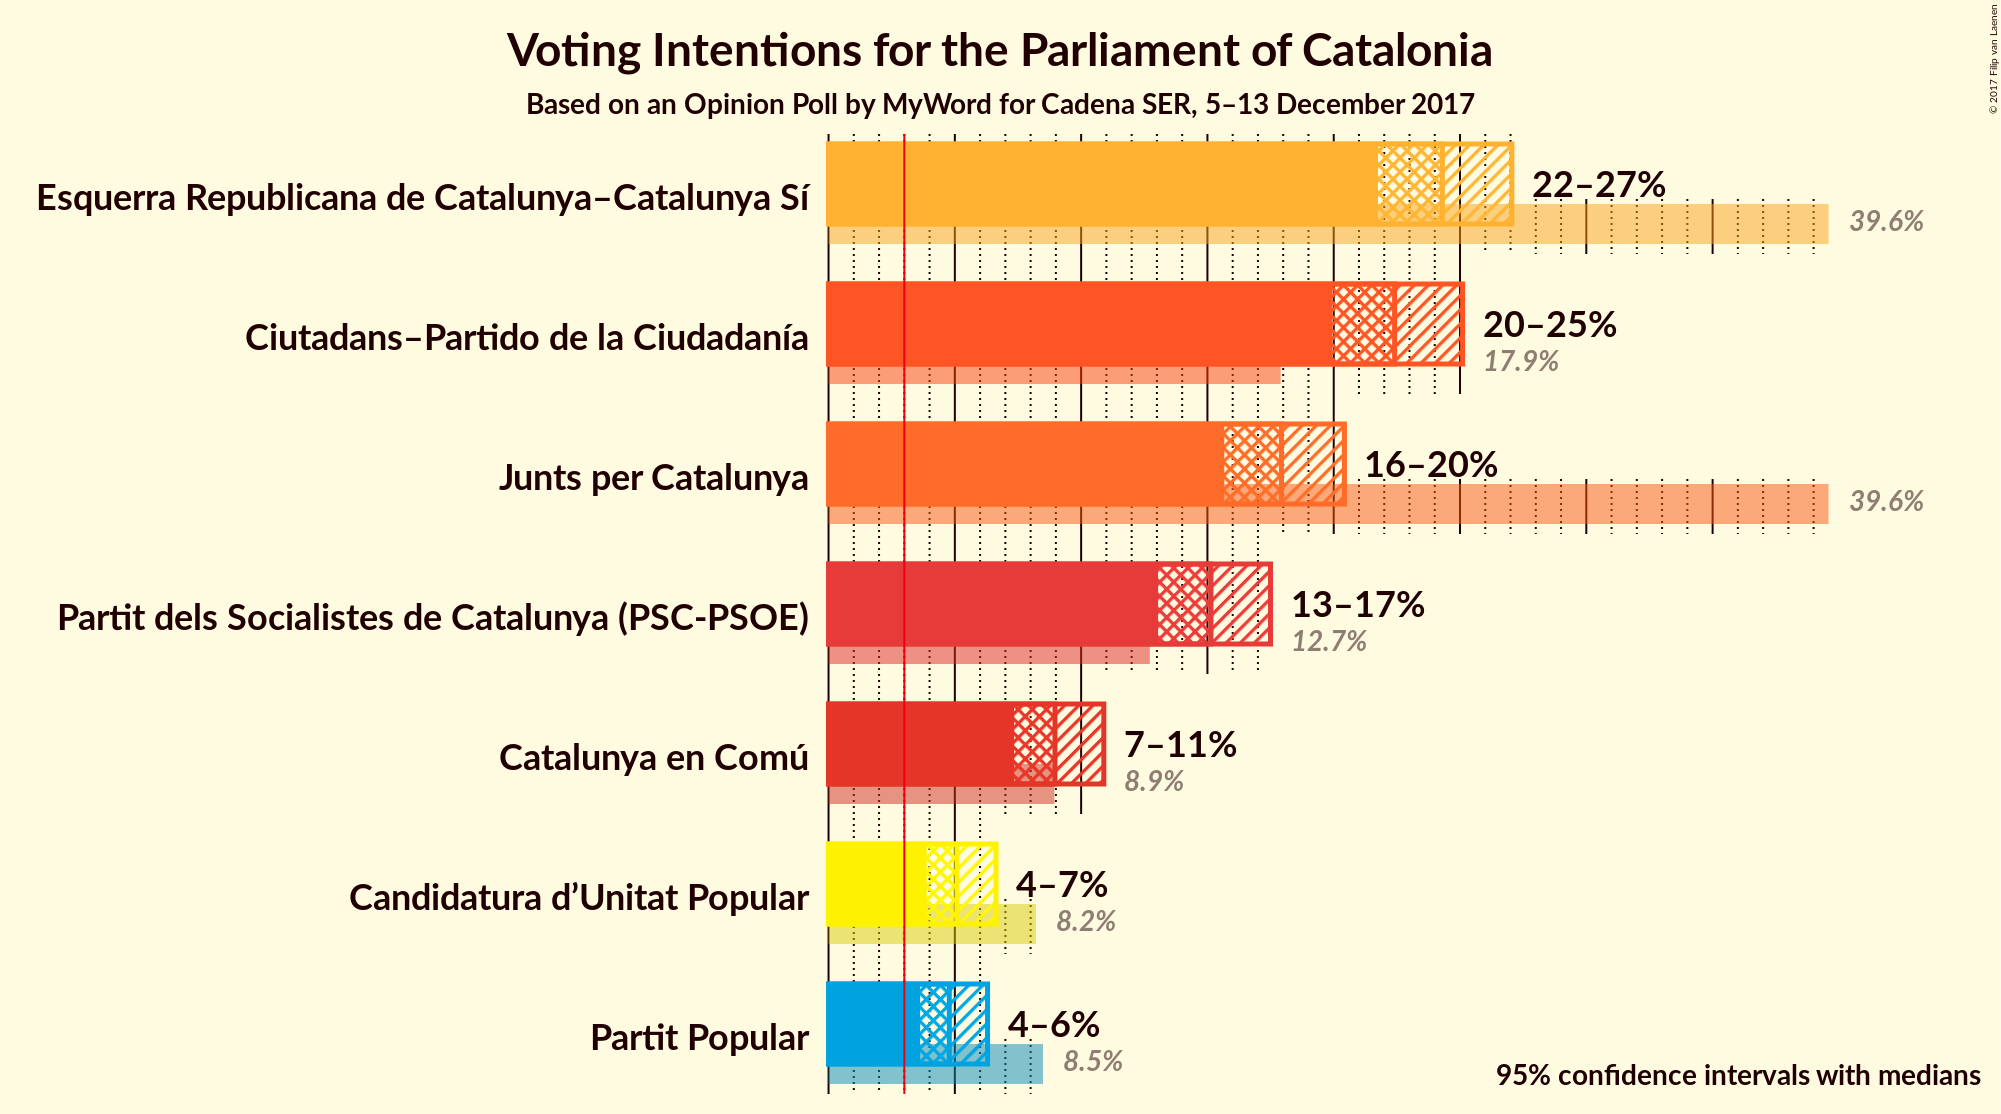 Voting Intentions for the Parliament of Catalonia
Based on an Opinion Poll by MyWord for Cadena SER, 5–13 December 2017
© 2017 Filip van Laenen
Esquerra Republicana de Catalunya–Catalunya Sí
22–27%
39.6%
Ciutadans–Partido de la Ciudadanía
20–25%
17.9%
Junts per Catalunya
16–20%
39.6%
Partit dels Socialistes de Catalunya (PSC-PSOE)
13–17%
12.7%
Catalunya en Comú
7–11%
8.9%
Candidatura d’Unitat Popular
4–7%
8.2%
Partit Popular
4–6%
8.5%
95% confidence intervals with medians